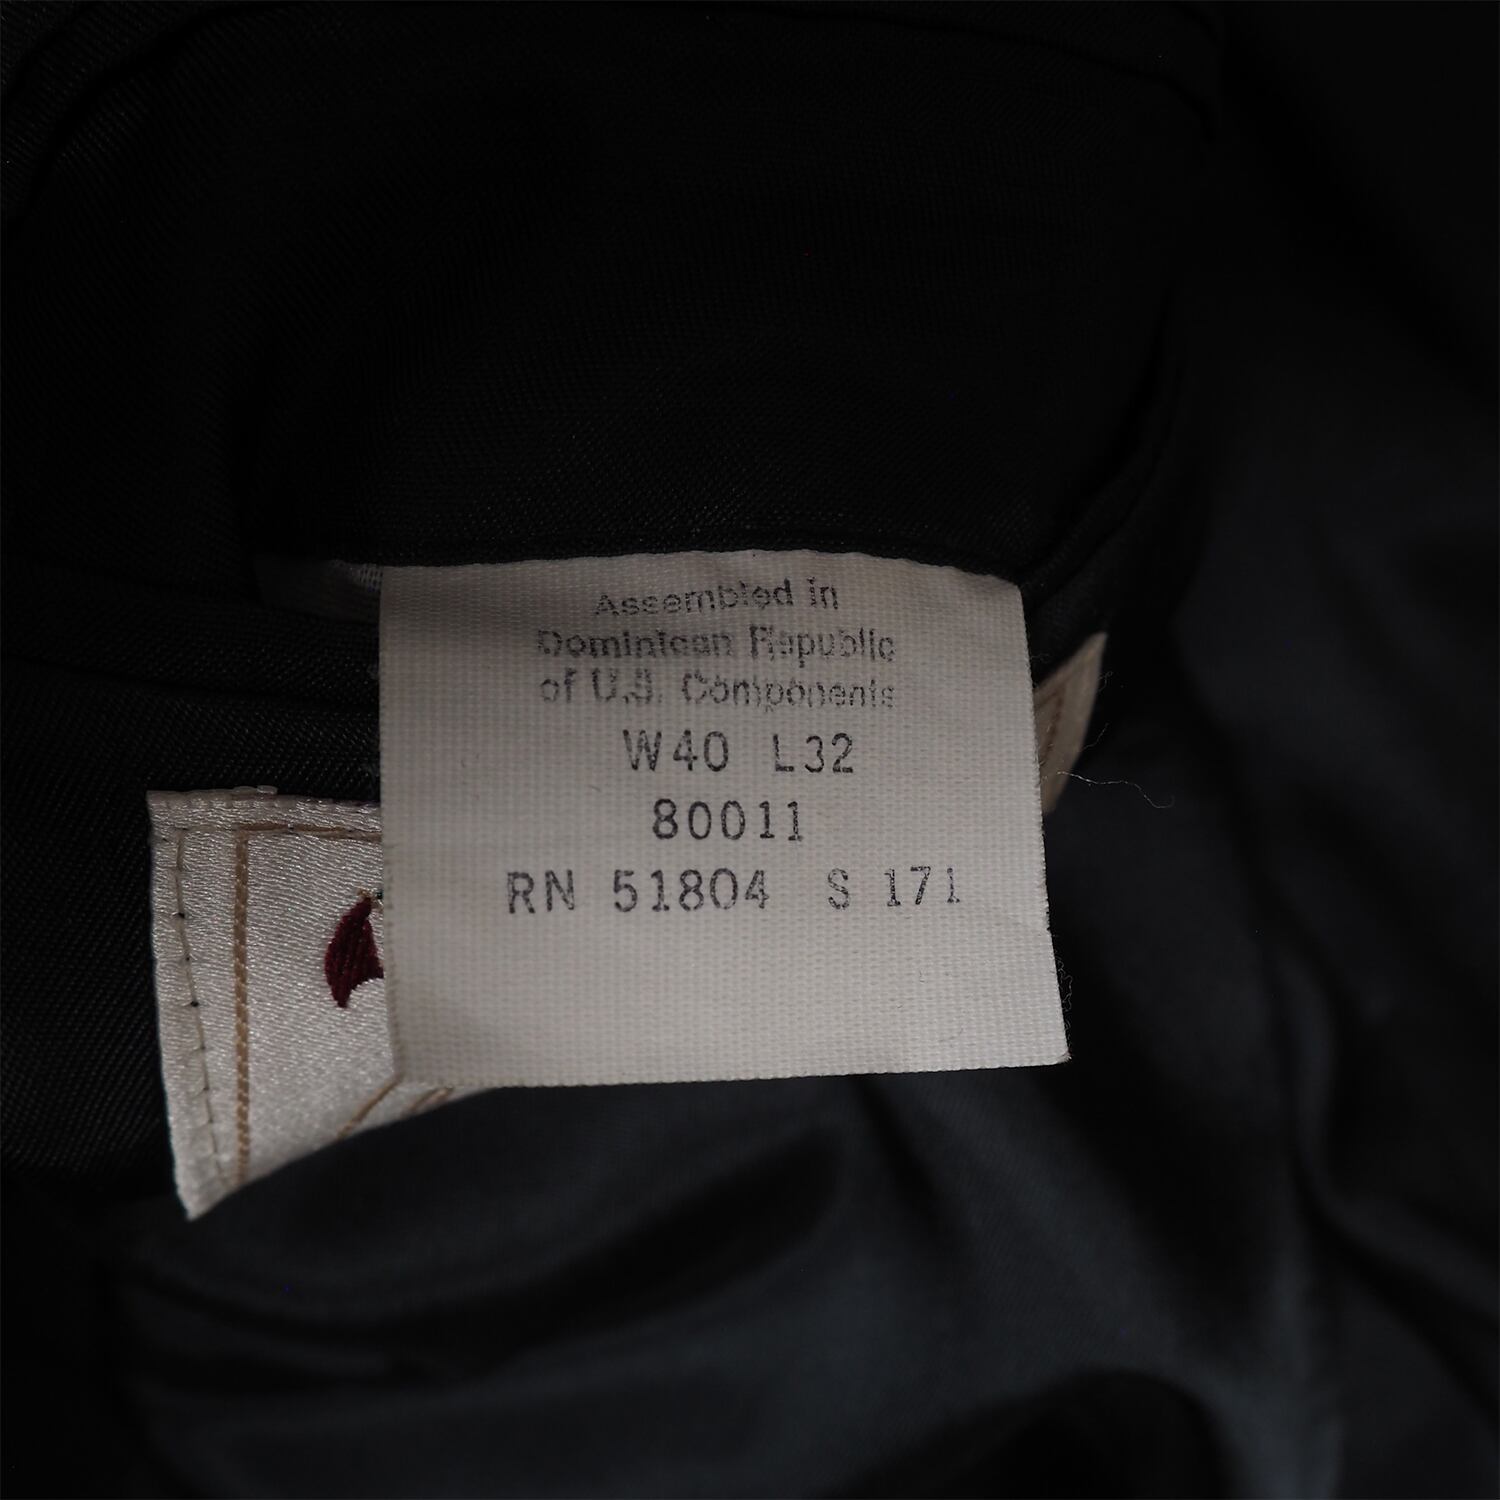 Assembled in
Dominican Republic
of U.S. Components
W40 L32
80011
RN 51804 S 171